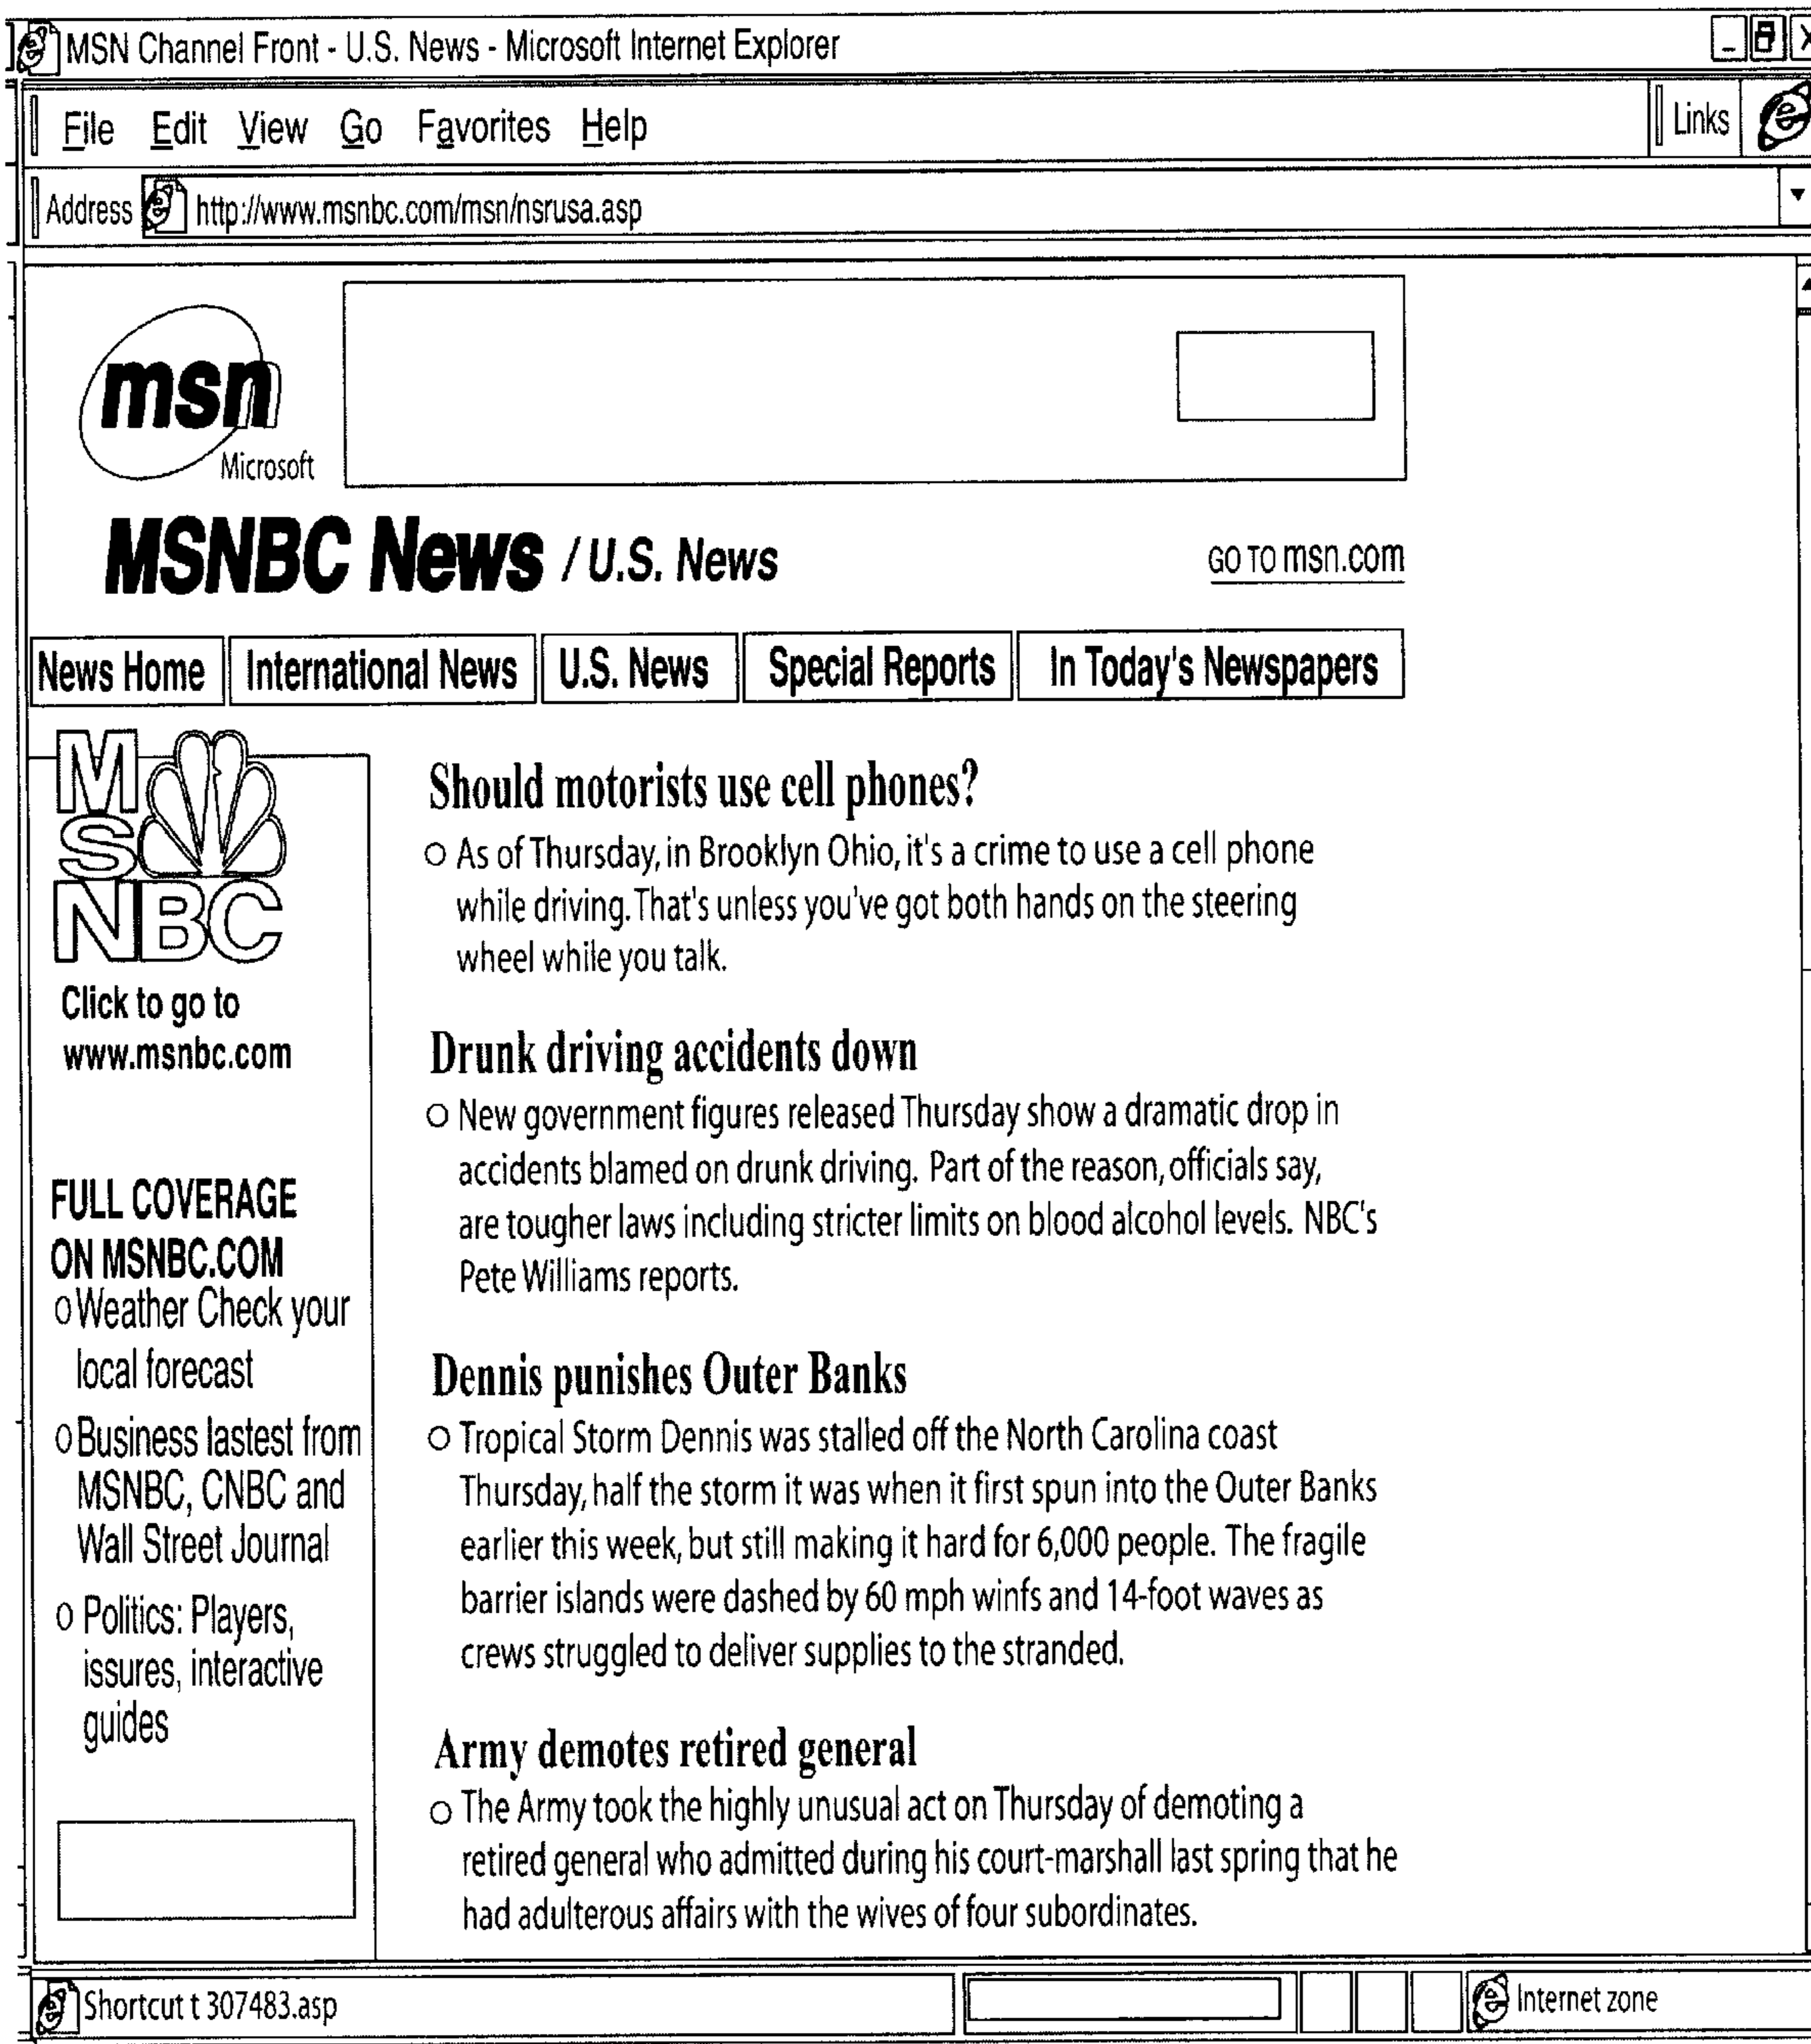 MSN Channel Front - U.S. News - Microsoft Internet Explorer
File Edit View Go Favorites Help
Links
Address http://www.msnbc.com/msn/nsrusa.asp
msn
Microsoft
MSNBC News / U.S. News
GO TO msn.com
News Home International News U.S. News Special Reports In Today's Newspapers
M
S
NBC
Click to go to
www.msnbc.com
FULL COVERAGE
ON MSNBC.COM
o Weather Check your
local forecast
o Business lastest from
MSNBC, CNBC and
Wall Street Journal
o Politics: Players,
issures, interactive
guides
Should motorists use cell phones?
o As of Thursday, in Brooklyn Ohio, it's a crime to use a cell phone
while driving. That's unless you've got both hands on the steering
wheel while you talk.
Drunk driving accidents down
o New government figures released Thursday show a dramatic drop in
accidents blamed on drunk driving. Part of the reason, officials say,
are tougher laws including stricter limits on blood alcohol levels. NBC's
Pete Williams reports.
Dennis punishes Outer Banks
o Tropical Storm Dennis was stalled off the North Carolina coast
Thursday, half the storm it was when it first spun into the Outer Banks
earlier this week, but still making it hard for 6,000 people. The fragile
barrier islands were dashed by 60 mph winfs and 14-foot waves as
crews struggled to deliver supplies to the stranded.
Army demotes retired general
o The Army took the highly unusual act on Thursday of demoting a
retired general who admitted during his court-marshall last spring that he
had adulterous affairs with the wives of four subordinates.
Shortcut t 307483.asp
Internet zone